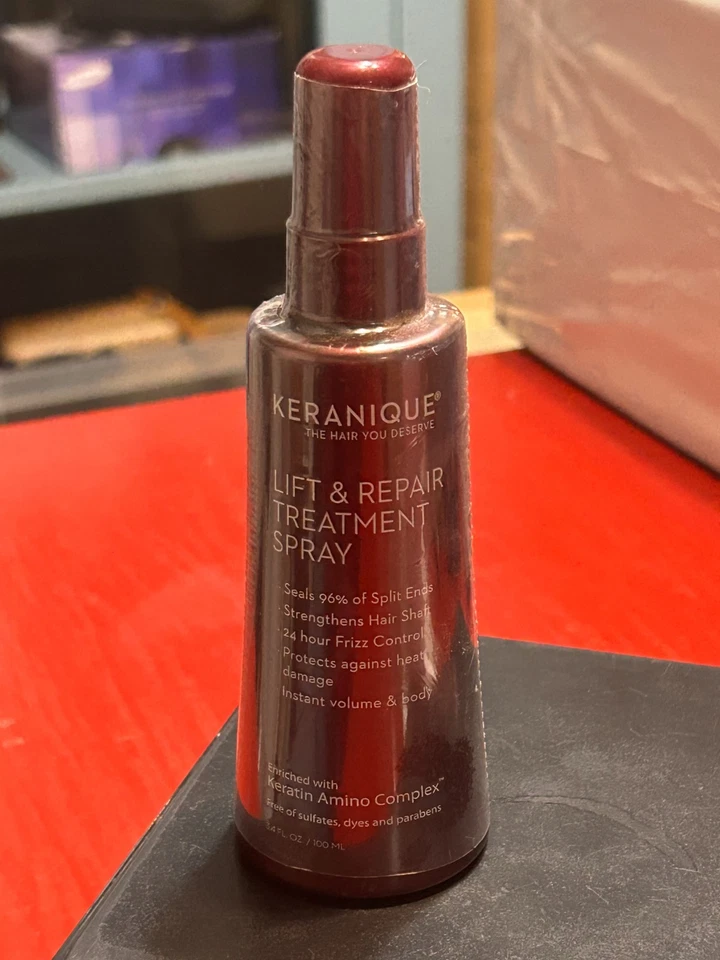 KERANIQUE®
THE HAIR YOU DESERVE
LIFT & REPAIR
TREATMENT
SPRAY
· Seals 96% of Split Ends
· Strengthens Hair Shaft
· 24 hour Frizz Control
· Protects against heat
damage
Instant volume & body
Enriched with
Keratin Amino Complex™
Free of sulfates, dyes and parabens
3.4 FL OZ / 100 ML